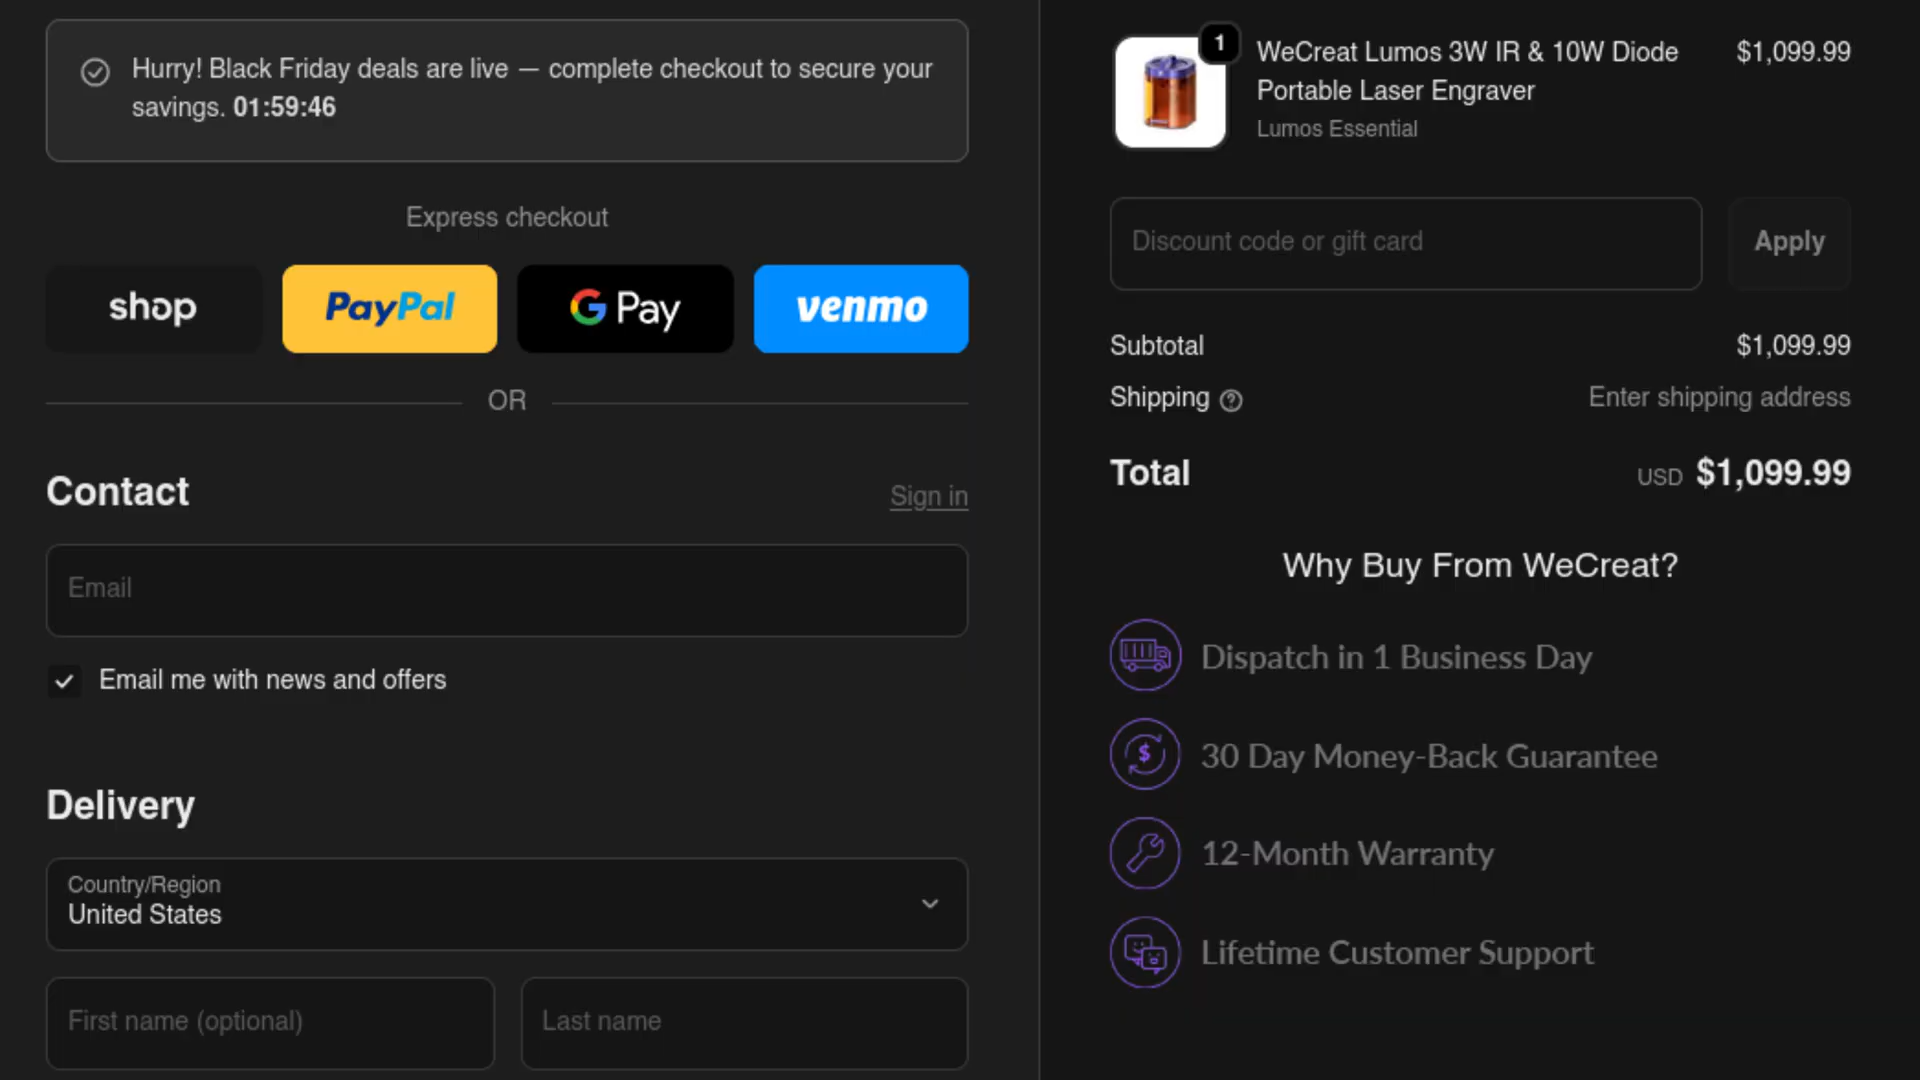 Hurry! Black Friday deals are live — complete checkout to secure your
savings. 01:59:46
Express checkout
shop
PayPal
G Pay
venmo
OR
Contact
Sign in
Email
Email me with news and offers
Delivery
Country/Region
United States
First name (optional)
Last name
1
WeCreat Lumos 3W IR & 10W Diode
Portable Laser Engraver
Lumos Essential
$1,099.99
Discount code or gift card
Apply
Subtotal
$1,099.99
Shipping
Enter shipping address
Total
USD $1,099.99
Why Buy From WeCreat?
Dispatch in 1 Business Day
30 Day Money-Back Guarantee
12-Month Warranty
Lifetime Customer Support